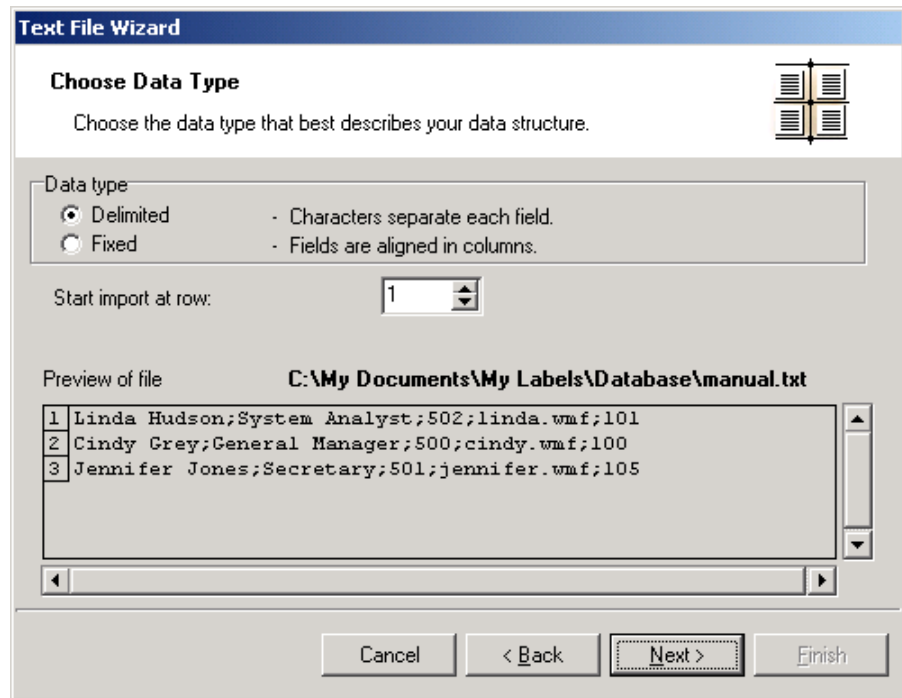 Text File Wizard
Choose Data Type
Choose the data type that best describes your data structure.
Data type
Delimited - Characters separate each field.
Fixed - Fields are aligned in columns.
Start import at row: 1
Preview of file C:\My Documents\My Labels\Database\manual.txt
1 Linda Hudson;System Analyst;502;linda.wmf;101
2 Cindy Grey;General Manager;500;cindy.wmf;100
3 Jennifer Jones;Secretary;501;jennifer.wmf;105
Cancel < Back Next > Finish